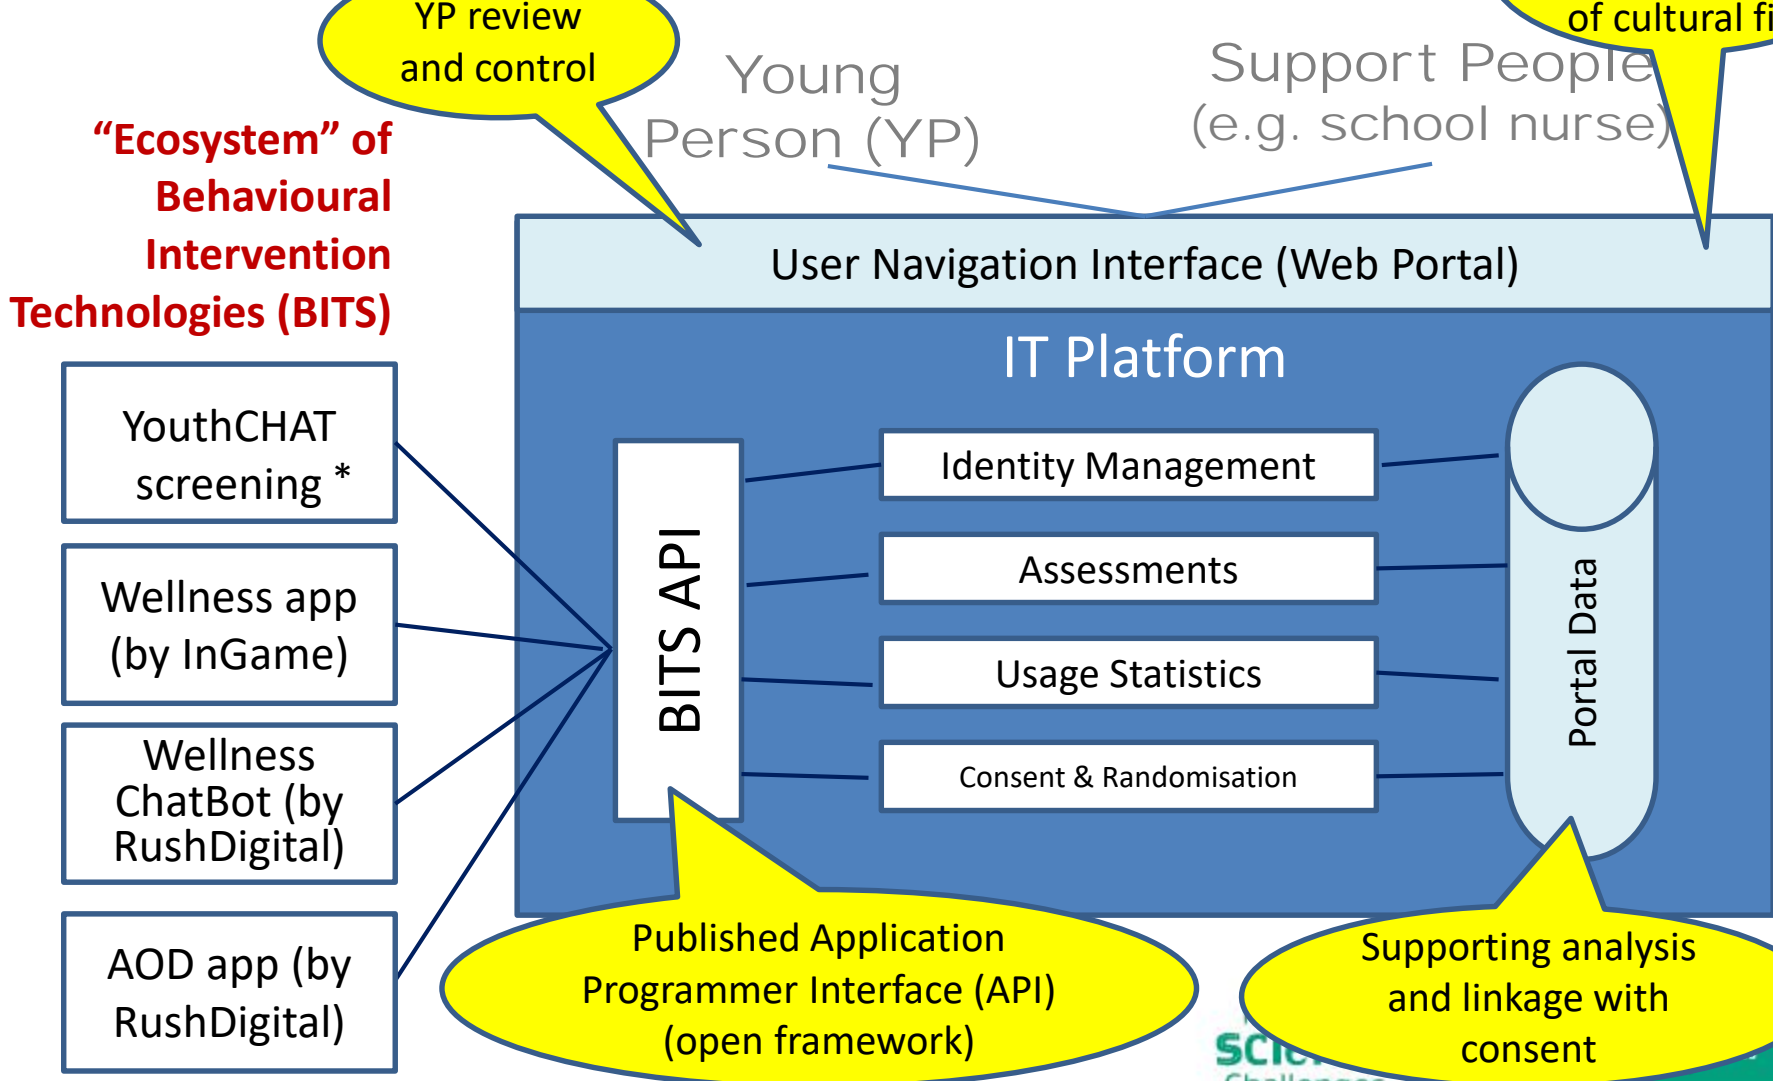 YP review
and control
of cultural
Young
Person (YP)
Support People
(e.g. school nurse)
“Ecosystem” of
Behavioural
Intervention
Technologies (BITS)
User Navigation Interface (Web Portal)
IT Platform
YouthCHAT
screening *
Wellness app
(by InGame)
Wellness
ChatBot (by
RushDigital)
AOD app (by
RushDigital)
BITS API
Identity Management
Assessments
Usage Statistics
Consent & Randomisation
Portal Data
Published Application
Programmer Interface (API)
(open framework)
Supporting analysis
and linkage with
consent